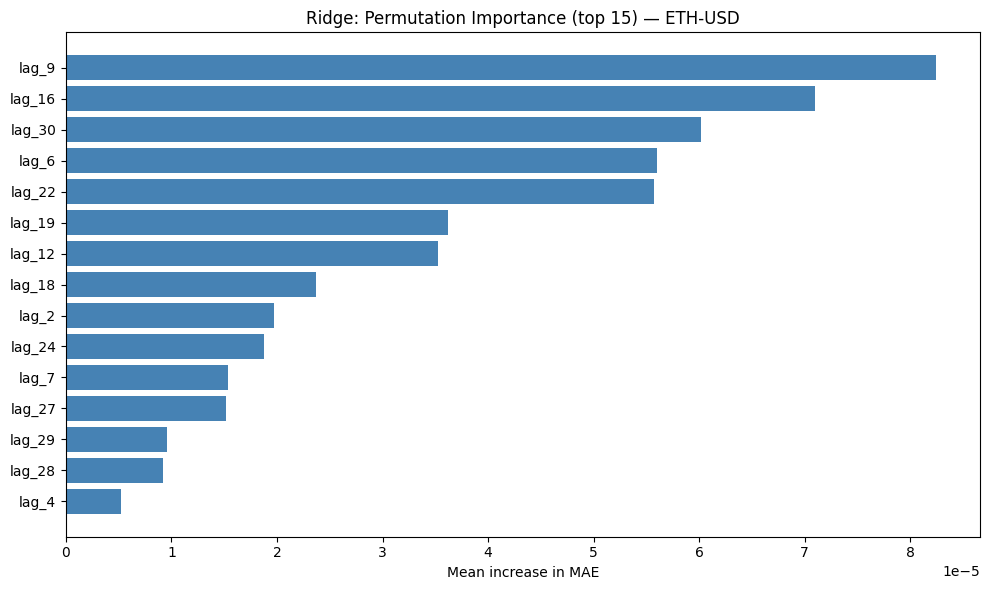 Ridge: Permutation Importance (top 15) — ETH-USD
lag_9
lag_16
lag_30
lag_6
lag_22
lag_19
lag_12
lag_18
lag_2
lag_24
lag_7
lag_27
lag_29
lag_28
lag_4
0 1 2 3 4 5 6 7 8
1e−5
Mean increase in MAE